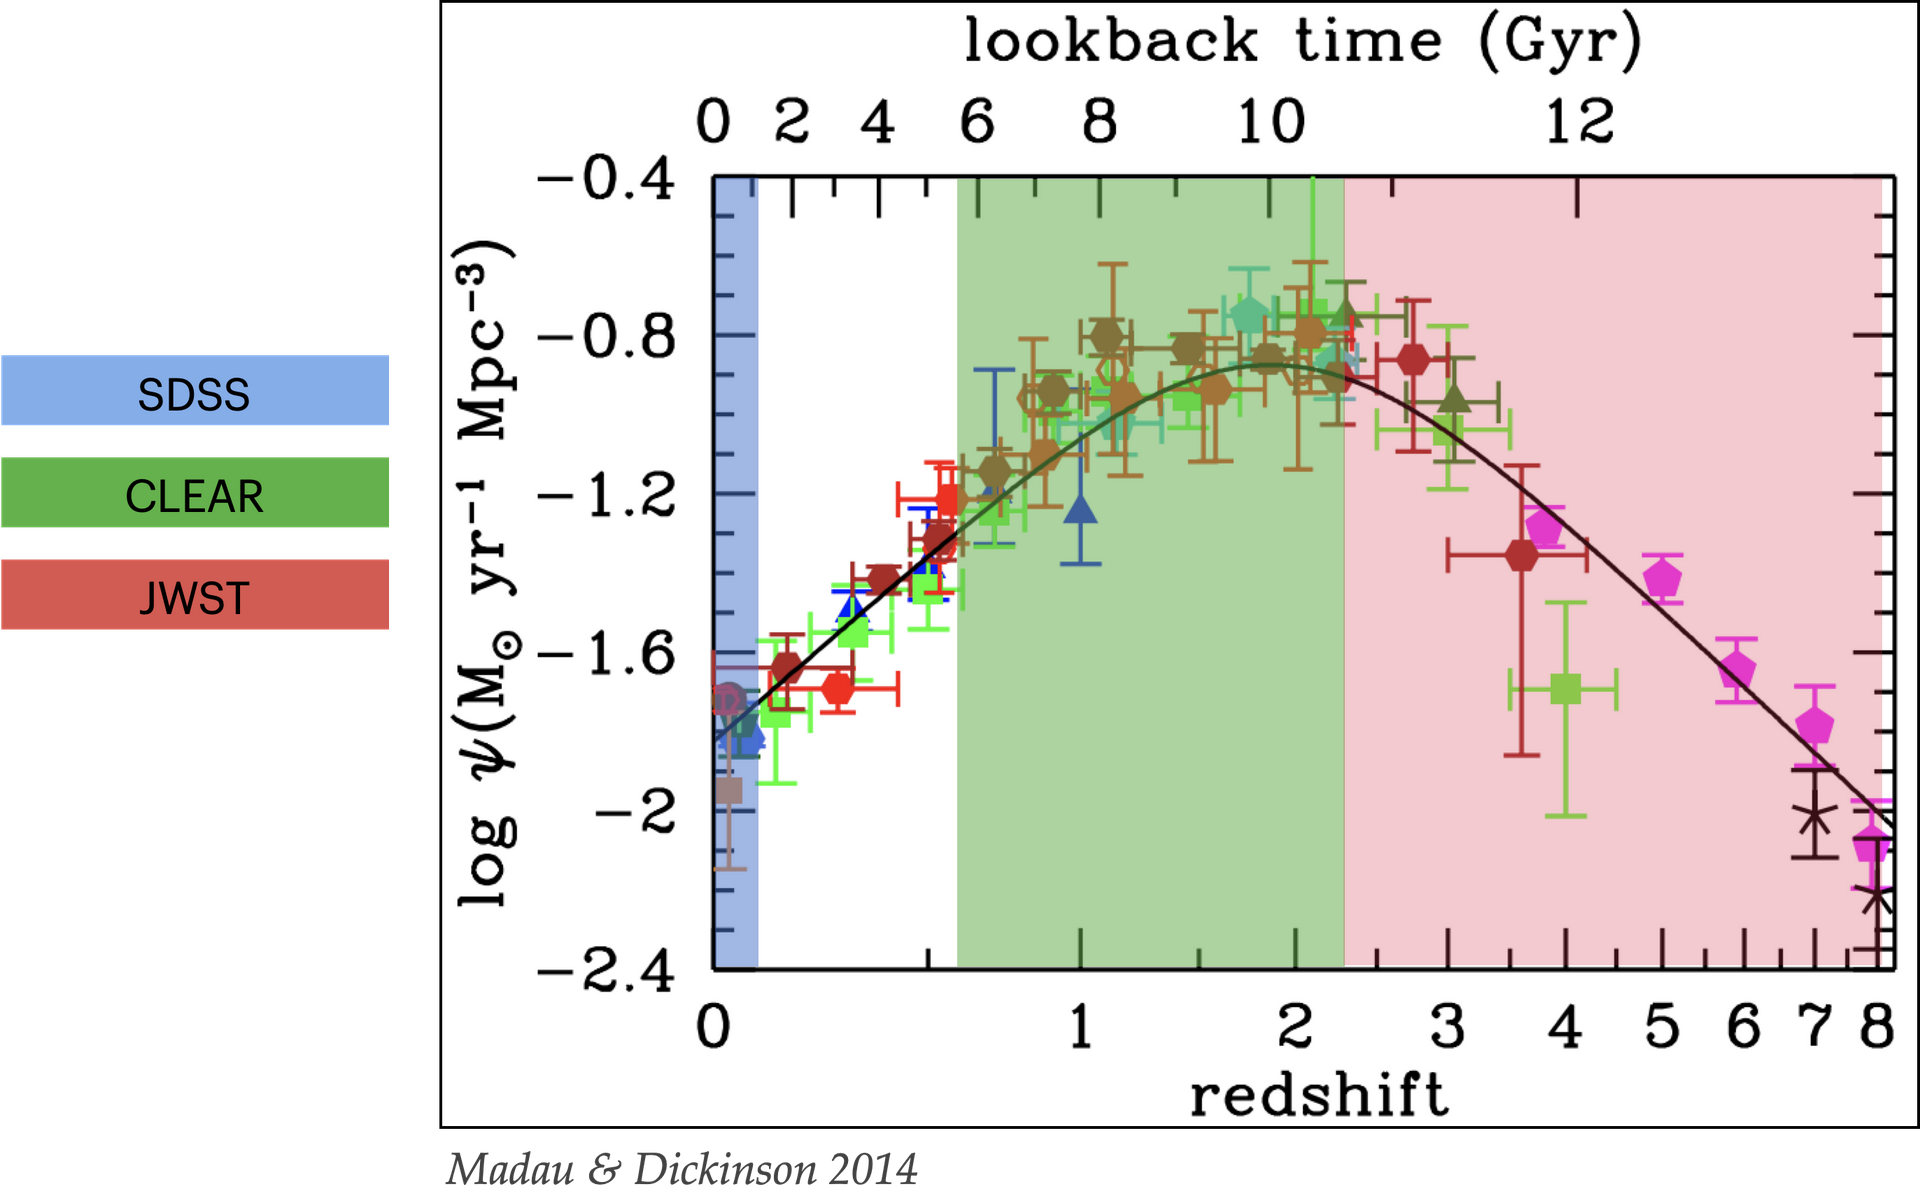 lookback time (Gyr)
0 2 4 6 8 10 12
SDSS
CLEAR
JWST
log ψ(M⊙ yr⁻¹ Mpc⁻³)
−0.4
−0.8
−1.2
−1.6
−2
−2.4
0 1 2 3 4 5 6 7 8
redshift
Madau & Dickinson 2014